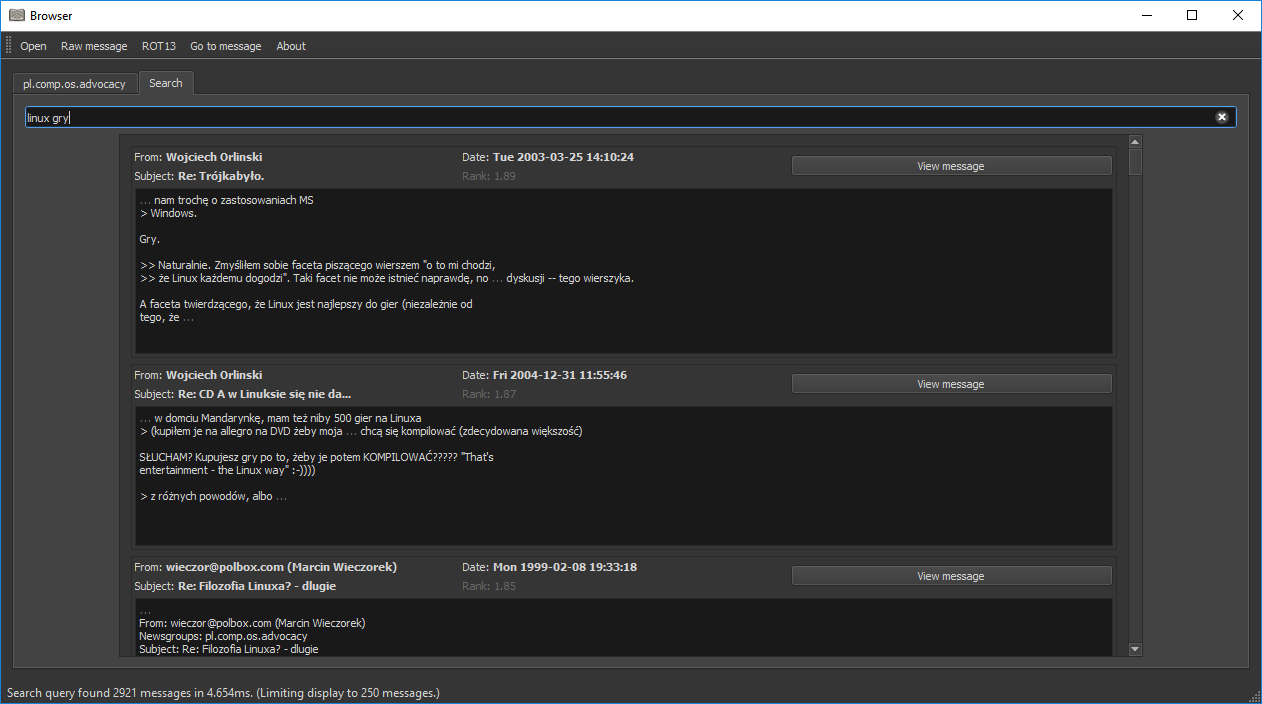 Browser
Open Raw message ROT13 Go to message About
pl.comp.os.advocacy Search
linux gry
From: Wojciech Orlinski Date: Tue 2003-03-25 14:10:24 View message
Subject: Re: Trójkabyło. Rank: 1.89
... nam trochę o zastosowaniach MS
> Windows.
Gry.
>> Naturalnie. Zmyśliłem sobie faceta piszącego wierszem "o to mi chodzi,
>> że Linux każdemu dogodzi". Taki facet nie może istnieć naprawdę, no ... dyskusji -- tego wierszyka.
A faceta twierdzącego, że Linux jest najlepszy do gier (niezależnie od
tego, że ...
From: Wojciech Orlinski Date: Fri 2004-12-31 11:55:46 View message
Subject: Re: CD A w Linuksie się nie da... Rank: 1.87
... w domciu Mandarynkę, mam też niby 500 gier na Linuxa
> (kupiłem je na allegro na DVD żeby moja ... chcą się kompilować (zdecydowana większość)
SŁUCHAM? Kupujesz gry po to, żeby je potem KOMPILOWAĆ????? "That's
entertainment - the Linux way" :-))))
> z różnych powodów, albo ...
From: wieczor@polbox.com (Marcin Wieczorek) Date: Mon 1999-02-08 19:33:18 View message
Subject: Re: Filozofia Linuxa? - dlugie Rank: 1.85
...
From: wieczor@polbox.com (Marcin Wieczorek)
Newsgroups: pl.comp.os.advocacy
Subject: Re: Filozofia Linuxa? - dlugie
Search query found 2921 messages in 4.654ms. (Limiting display to 250 messages.)